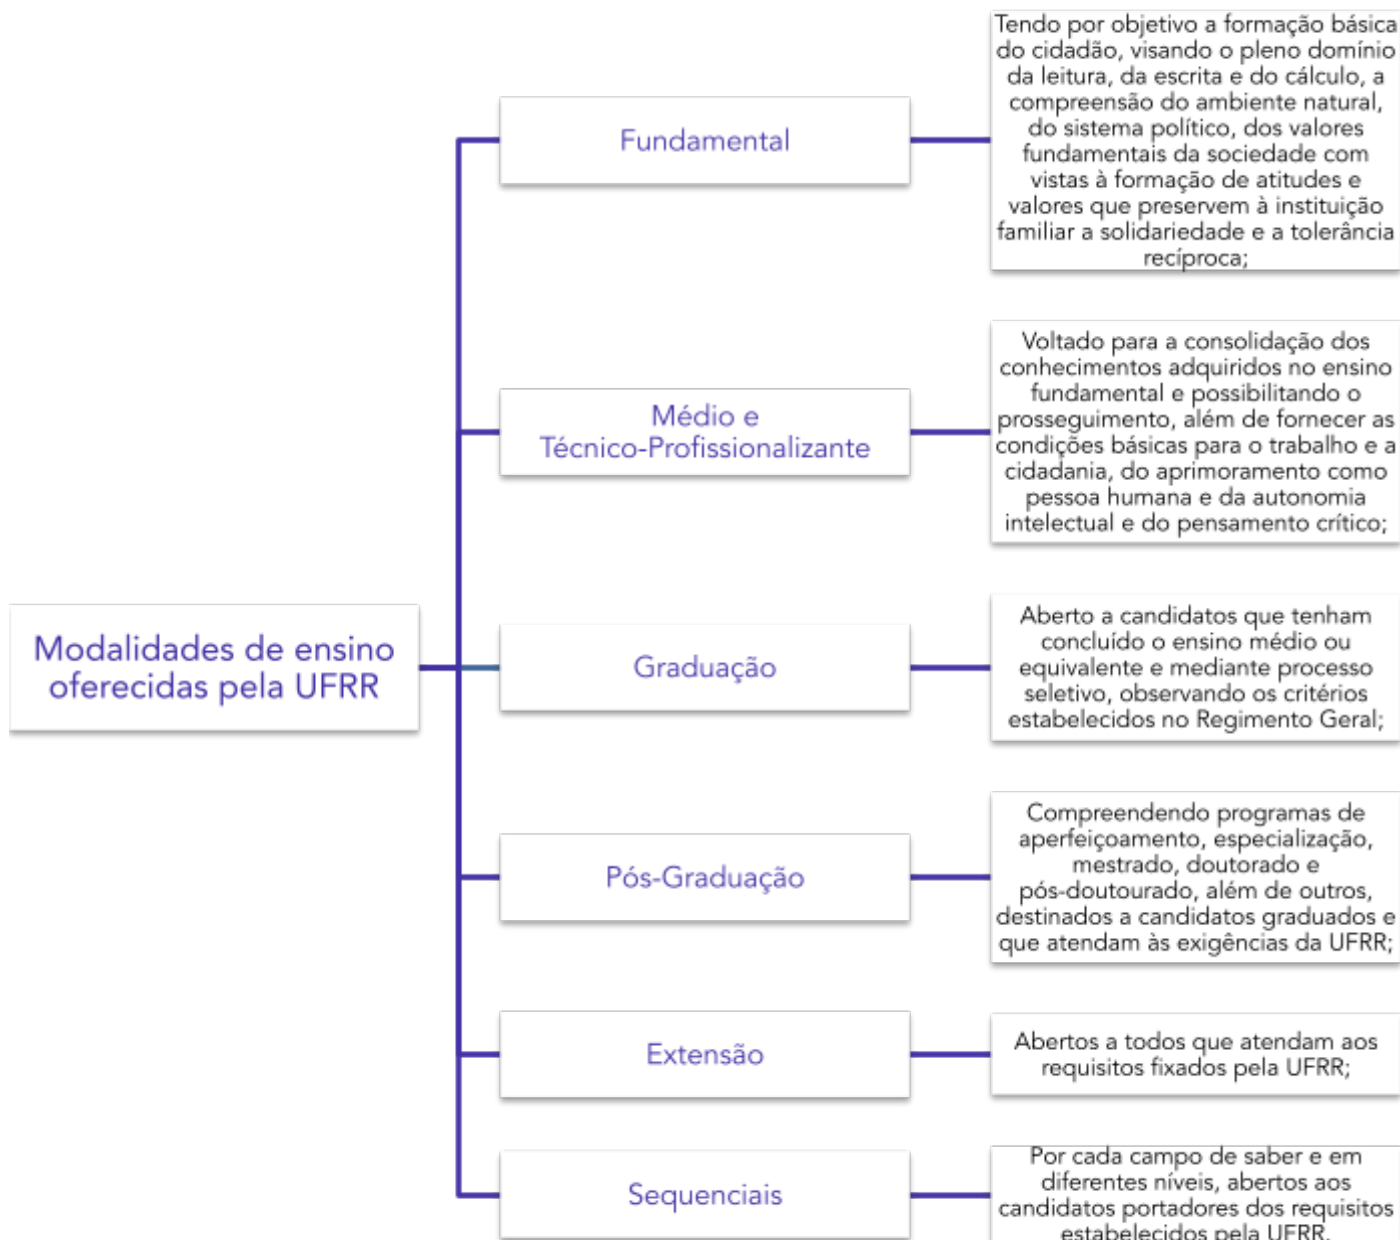 Tendo por objetivo a formação básica
do cidadão, visando o pleno domínio
da leitura, da escrita e do cálculo, a
compreensão do ambiente natural,
do sistema político, dos valores
fundamentais da sociedade com
vistas à formação de atitudes e
valores que preservem à instituição
familiar a solidariedade e a tolerância
recíproca;
Fundamental
Voltado para a consolidação dos
conhecimentos adquiridos no ensino
fundamental e possibilitando o
prosseguimento, além de fornecer as
condições básicas para o trabalho e a
cidadania, do aprimoramento como
pessoa humana e da autonomia
intelectual e do pensamento crítico;
Médio e
Técnico-Profissionalizante
Modalidades de ensino
oferecidas pela UFRR
Graduação
Aberto a candidatos que tenham
concluído o ensino médio ou
equivalente e mediante processo
seletivo, observando os critérios
estabelecidos no Regimento Geral;
Pós-Graduação
Compreendendo programas de
aperfeiçoamento, especialização,
mestrado, doutorado e
pós-doutourado, além de outros,
destinados a candidatos graduados e
que atendam às exigências da UFRR;
Extensão
Abertos a todos que atendam aos
requisitos fixados pela UFRR;
Sequenciais
Por cada campo de saber e em
diferentes níveis, abertos aos
candidatos portadores dos requisitos
estabelecidos pela UFRR.